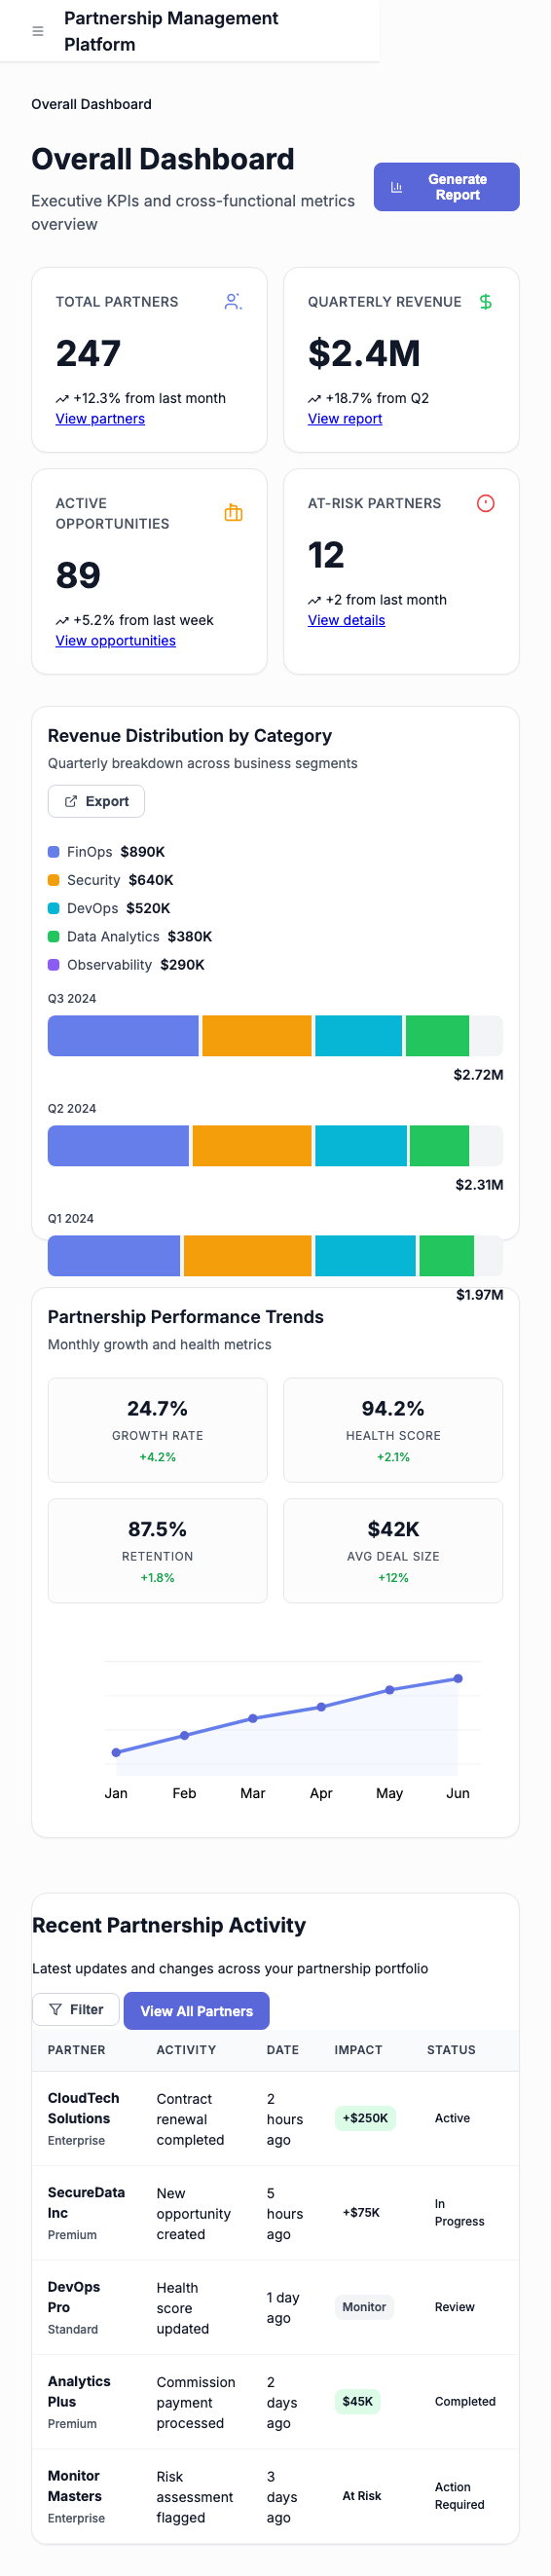 Partnership Management
Platform
Overall Dashboard
Overall Dashboard
Executive KPIs and cross-functional metrics
overview
Generate
Report
TOTAL PARTNERS
247
+12.3% from last month
View partners
QUARTERLY REVENUE
$2.4M
+18.7% from Q2
View report
ACTIVE
OPPORTUNITIES
89
+5.2% from last week
View opportunities
AT-RISK PARTNERS
12
+2 from last month
View details
Revenue Distribution by Category
Quarterly breakdown across business segments
Export
FinOps $890K
Security $640K
DevOps $520K
Data Analytics $380K
Observability $290K
Q3 2024
$2.72M
Q2 2024
$2.31M
Q1 2024
$1.97M
Partnership Performance Trends
Monthly growth and health metrics
24.7%
GROWTH RATE
+4.2%
94.2%
HEALTH SCORE
+2.1%
87.5%
RETENTION
+1.8%
$42K
AVG DEAL SIZE
+12%
Jan Feb Mar Apr May Jun
Recent Partnership Activity
Latest updates and changes across your partnership portfolio
Filter View All Partners
PARTNER ACTIVITY DATE IMPACT STATUS
CloudTech
Solutions
Enterprise
Contract
renewal
completed
2
hours
ago
+$250K
Active
SecureData
Inc
Premium
New
opportunity
created
5
hours
ago
+$75K
In
Progress
DevOps
Pro
Standard
Health
score
updated
1 day
ago
Monitor
Review
Analytics
Plus
Premium
Commission
payment
processed
2
days
ago
$45K
Completed
Monitor
Masters
Enterprise
Risk
assessment
flagged
3
days
ago
At Risk
Action
Required